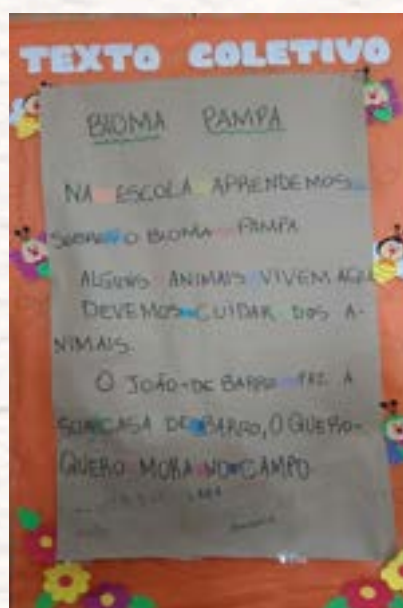 TEXTO COLETIVO
BIOMA PAMPA
NA ESCOLA APRENDEMOS
SOBRE O BIOMA PAMPA
ALGUNS ANIMAIS VIVEM AQUI
DEVEMOS CUIDAR DOS A-
NIMAIS.
O JOÃO-DE BARRO FAZ A
SUA CASA DE BARRO, O QUERO-
QUERO MORA NO CAMPO